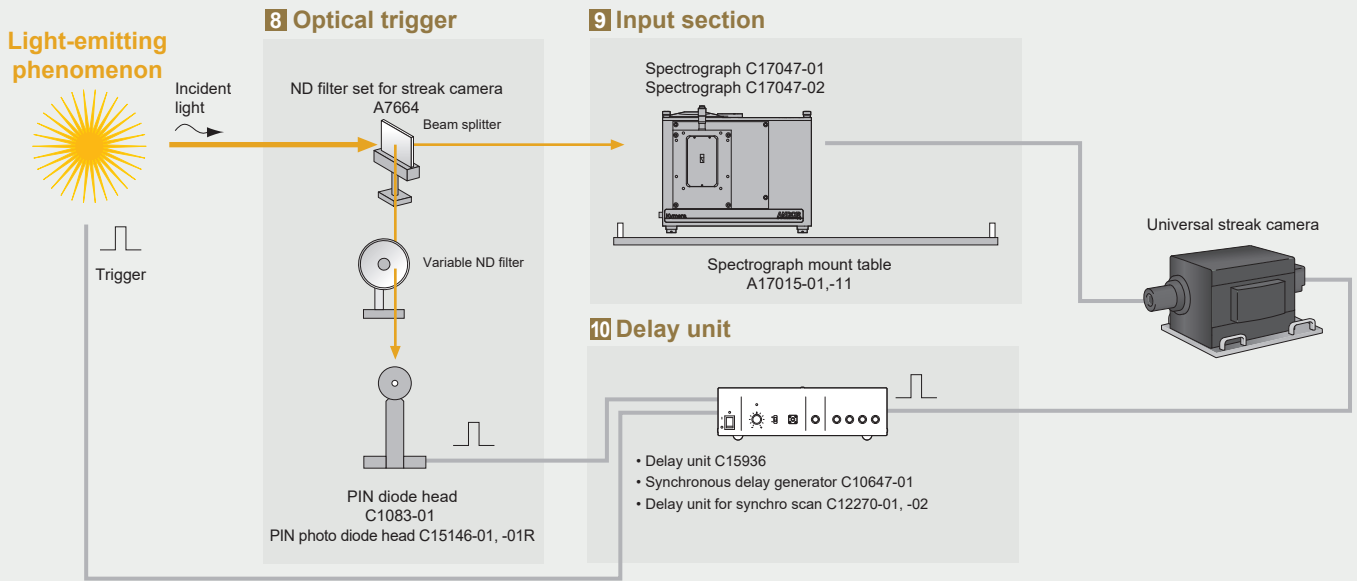 8 Optical trigger
9 Input section
Light-emitting
phenomenon
Incident
light
ND filter set for streak camera
A7664
Beam splitter
Spectrograph C17047-01
Spectrograph C17047-02
Trigger
Variable ND filter
Spectrograph mount table
A17015-01,-11
Universal streak camera
10 Delay unit
• Delay unit C15936
• Synchronous delay generator C10647-01
• Delay unit for synchro scan C12270-01, -02
PIN diode head
C1083-01
PIN photo diode head C15146-01, -01R